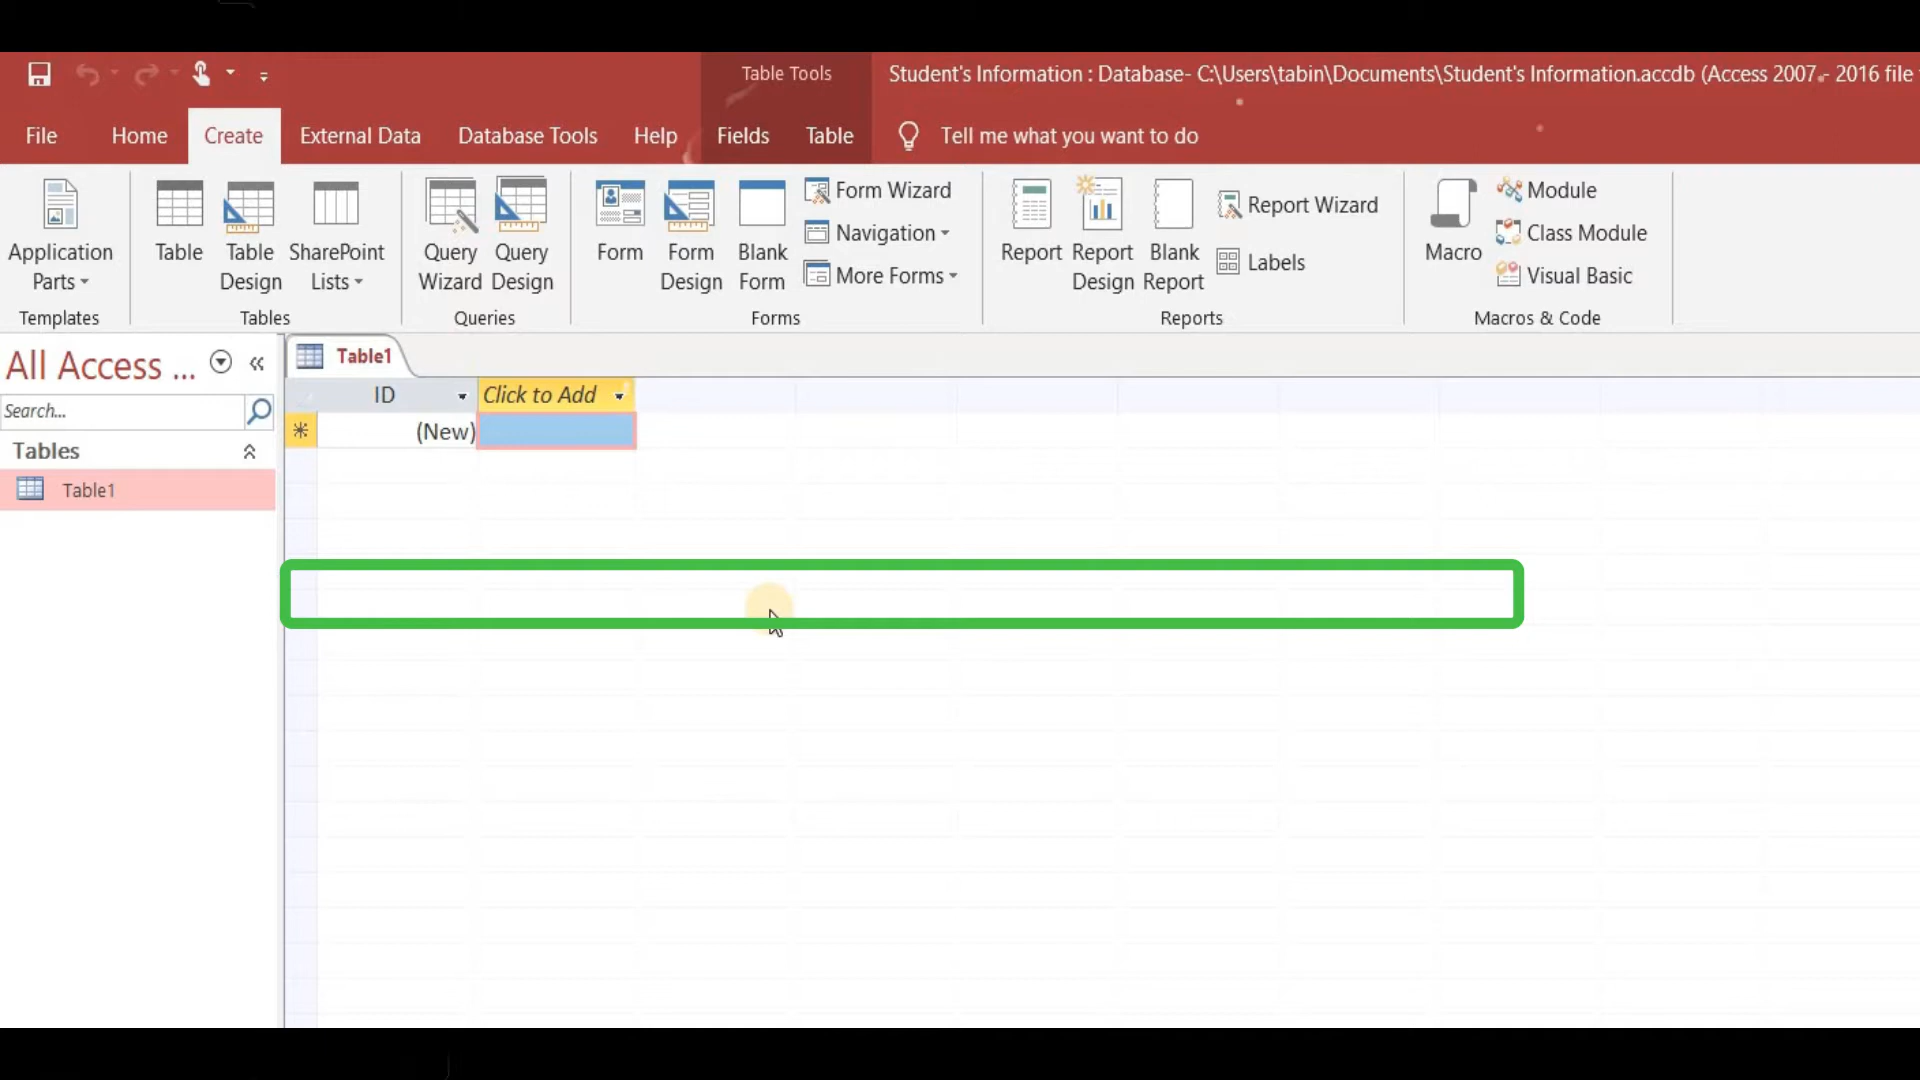 Table Tools
Student's Information : Database- C:\Users\tabin\Documents\Student's Information.accdb (Access 2007 - 2016 file
File Home Create External Data Database Tools Help Fields Table Tell me what you want to do
Application Parts
Table
Table Design
SharePoint Lists
Query Wizard
Query Design
Form
Form Design
Blank Form
Form Wizard
Navigation
More Forms
Report
Report Design
Blank Report
Report Wizard
Labels
Macro
Module
Class Module
Visual Basic
Templates Tables Queries Forms Reports Macros & Code
All Access ...
Search...
Tables
Table1
Table1
ID Click to Add
(New)